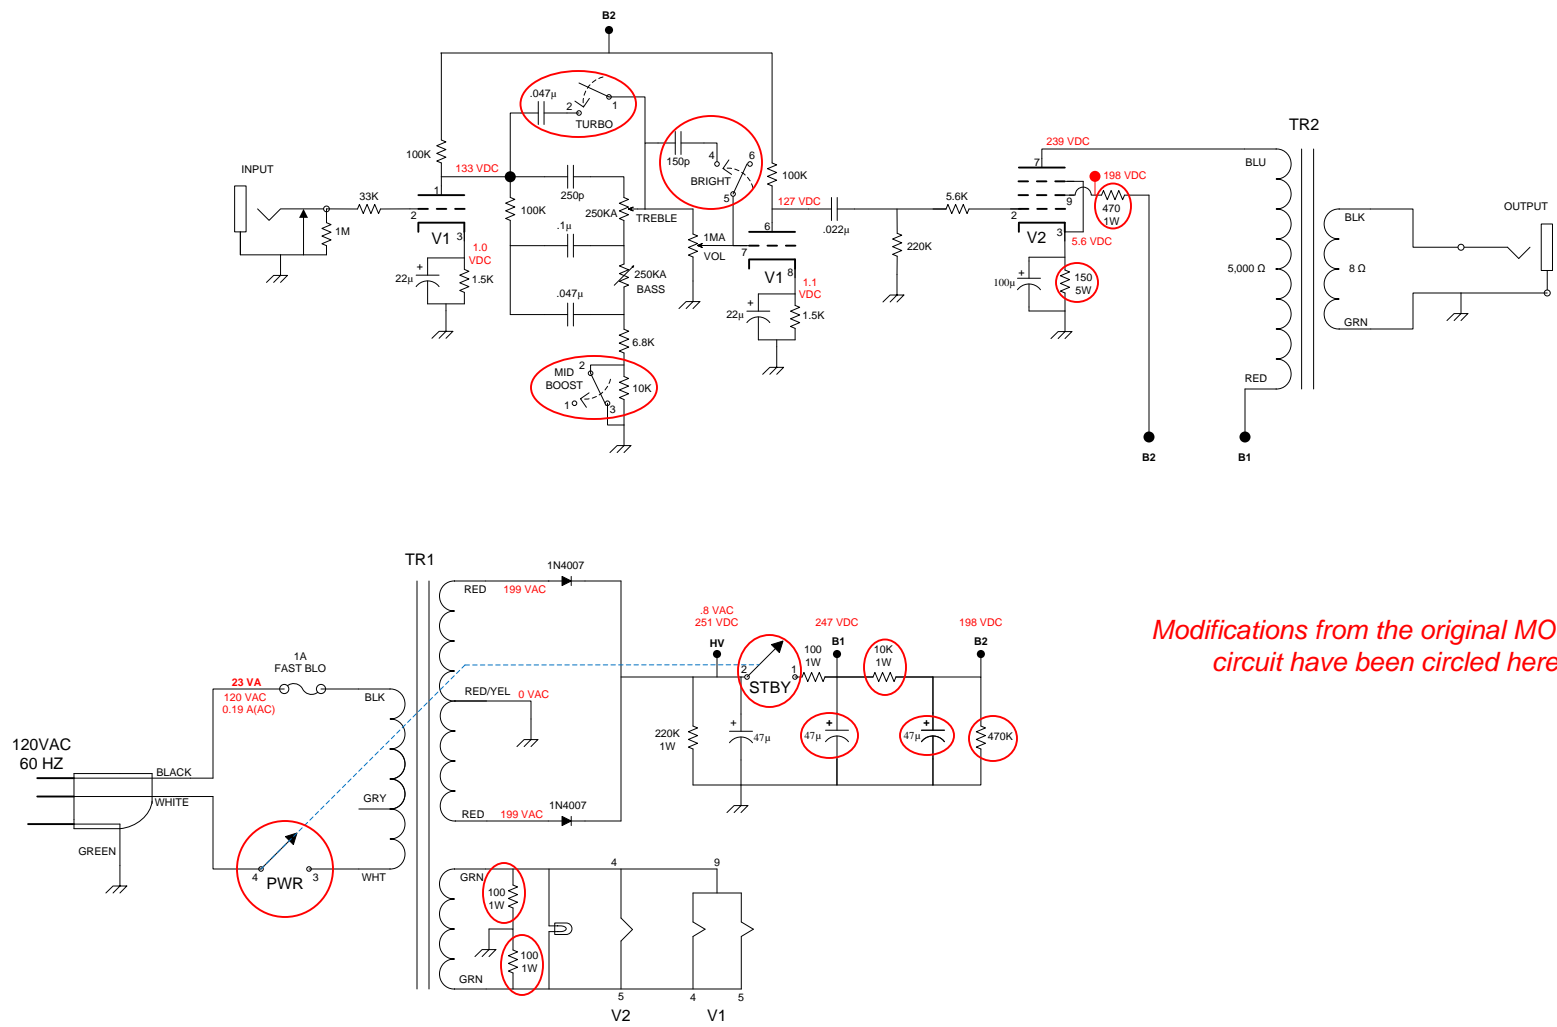 B2
.047µ
2
1
TURBO
150p
4
6
BRIGHT
5
239 VDC
TR2
7
BLU
INPUT
100K
133 VDC
100K
198 VDC
1
250p
127 VDC
9
470
1W
33K
2
100K
250KA
TREBLE
6
.022µ
5.6K
2
BLK
OUTPUT
1M
V1
3
1.0
VDC
.1µ
1MA
VOL
7
220K
V2
3
5.6 VDC
22µ
1.5K
250KA
BASS
V1
8
1.1
VDC
100µ
150
5W
5,000 Ω
8 Ω
.047µ
22µ
1.5K
GRN
6.8K
MID
BOOST
2
10K
1
3
RED
B2
B1
TR1
1N4007
RED
199 VAC
.8 VAC
251 VDC
247 VDC
198 VDC
HV
B1
B2
Modifications from the original MO
circuit have been circled here
1A
FAST BLO
2
1
100
1W
10K
1W
STBY
23 VA
120 VAC
0.19 A(AC)
BLK
RED/YEL
0 VAC
220K
1W
47µ
47µ
47µ
470K
120VAC
60 HZ
BLACK
WHITE
GRY
RED
199 VAC
1N4007
GREEN
4
PWR
3
WHT
GRN
4
9
100
1W
100
1W
GRN
5
4
5
V2
V1